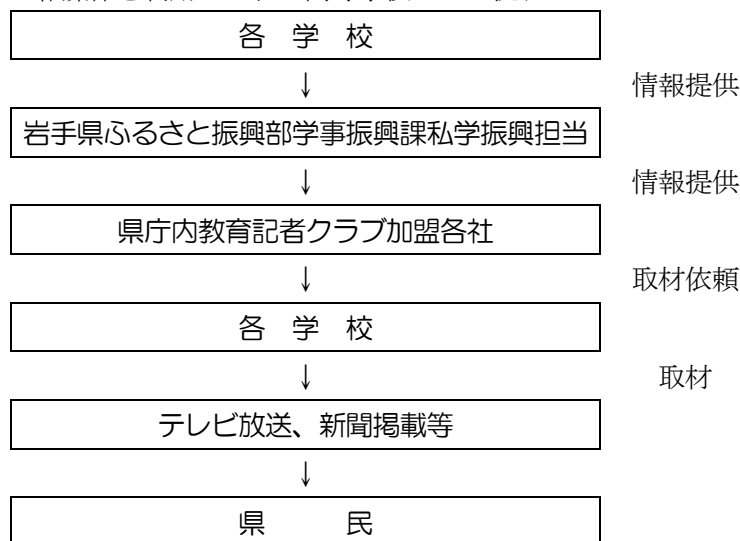 各　学　校
↓　情報提供
岩手県ふるさと振興部学事振興課私学振興担当
↓　情報提供
県庁内教育記者クラブ加盟各社
↓　取材依頼
各　学　校
↓　取材
テレビ放送、新聞掲載等
↓
県　　　民